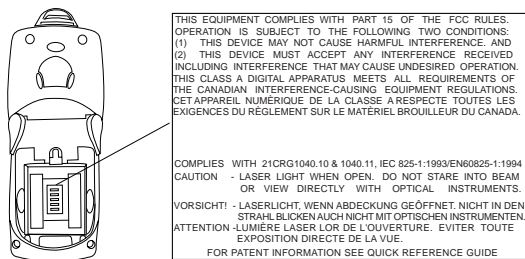 THIS EQUIPMENT COMPLIES WITH PART 15 OF THE FCC RULES.
OPERATION IS SUBJECT TO THE FOLLOWING TWO CONDITIONS:
(1) THIS DEVICE MAY NOT CAUSE HARMFUL INTERFERENCE. AND
(2) THIS DEVICE MUST ACCEPT ANY INTERFERENCE RECEIVED
INCLUDING INTERFERENCE THAT MAY CAUSE UNDESIRED OPERATION.
THIS CLASS A DIGITAL APPARATUS MEETS ALL REQUIREMENTS OF
THE CANADIAN INTERFERENCE-CAUSING EQUIPMENT REGULATIONS.
CET APPAREIL NUMÉRIQUE DE LA CLASSE A RESPECTE TOUTES LES
EXIGENCES DU RÈGLEMENT SUR LE MATÉRIEL BROUILLEUR DU CANADA.
COMPLIES WITH 21CRG1040.10 & 1040.11, IEC 825-1:1993/EN60825-1:1994
CAUTION - LASER LIGHT WHEN OPEN. DO NOT STARE INTO BEAM
OR VIEW DIRECTLY WITH OPTICAL INSTRUMENTS.
VORSICHT! - LASERLICHT, WENN ABDECKUNG GEÖFFNET. NICHT IN DEN
STRAHL BLICKEN AUCH NICHT MIT OPTISCHEN INSTRUMENTEN.
ATTENTION -LUMIÈRE LASER LOR DE L'OUVERTURE. EVITER TOUTE
EXPOSITION DIRECTE DE LA VUE.
FOR PATENT INFORMATION SEE QUICK REFERENCE GUIDE